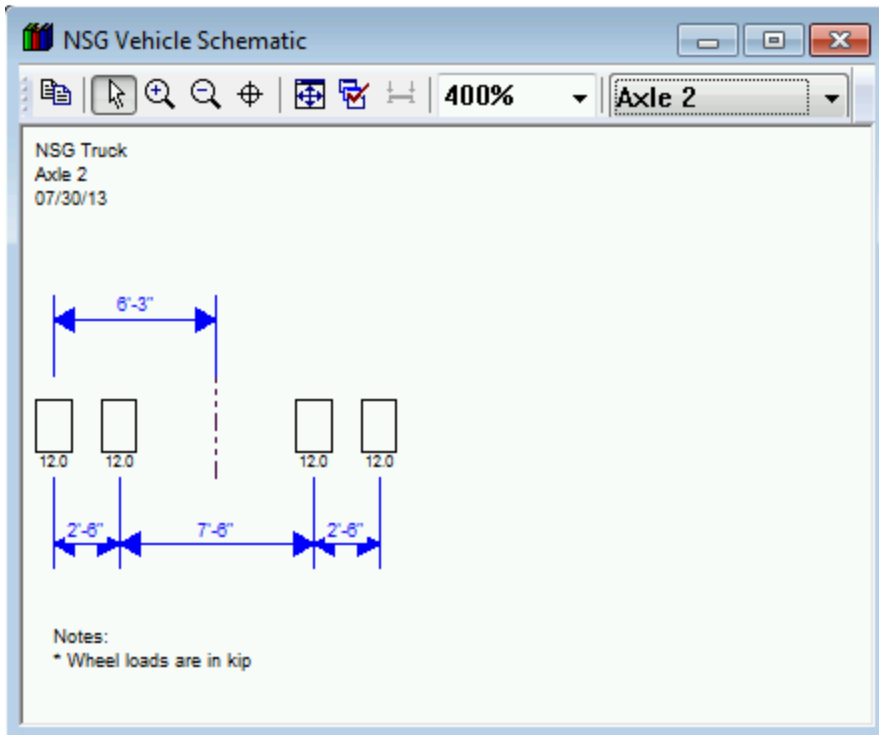 NSG Vehicle Schematic
400%
Axle 2
NSG Truck
Axle 2
07/30/13
6'-3"
12.0 12.0 12.0 12.0
2'-6" 7'-6" 2'-6"
Notes:
* Wheel loads are in kip